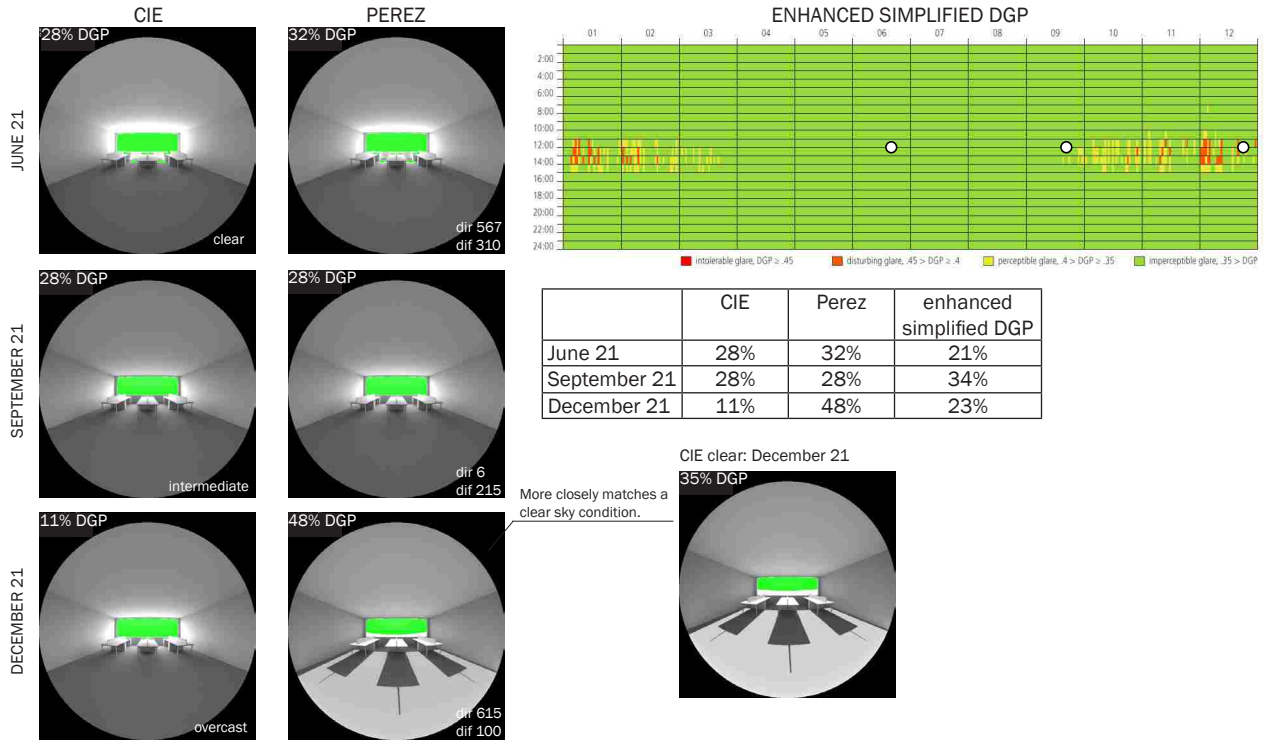 CIE
PEREZ
ENHANCED SIMPLIFIED DGP
JUNE 21
28% DGP
clear
32% DGP
dir 567
dif 310
01 02 03 04 05 06 07 08 09 10 11 12
2:00
4:00
6:00
8:00
10:00
12:00
14:00
16:00
18:00
20:00
22:00
24:00
intolerable glare, DGP ≥ .45
disturbing glare, .45 > DGP ≥ .4
perceptible glare, .4 > DGP ≥ .35
imperceptible glare, .35 > DGP
SEPTEMBER 21
28% DGP
intermediate
28% DGP
dir 6
dif 215
CIE Perez enhanced
simplified DGP
June 21 28% 32% 21%
September 21 28% 28% 34%
December 21 11% 48% 23%
DECEMBER 21
11% DGP
overcast
48% DGP
dir 615
dif 100
More closely matches a
clear sky condition.
CIE clear: December 21
35% DGP